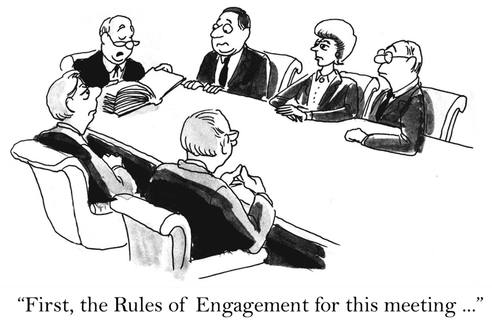 “First, the Rules of Engagement for this meeting ...”